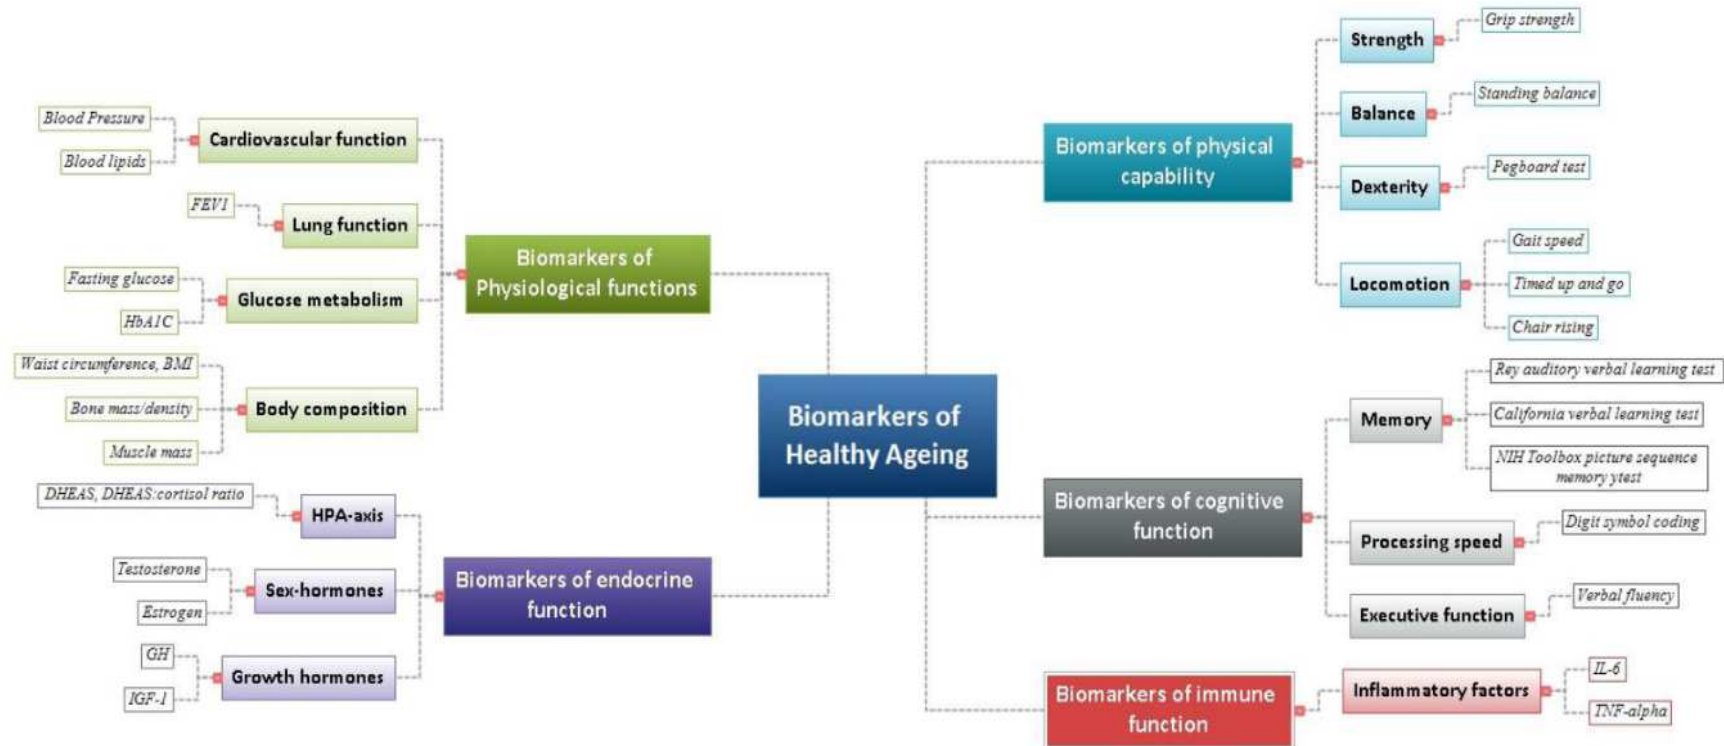 Biomarkers of
Healthy Ageing
Biomarkers of
Physiological functions
Cardiovascular function
Blood Pressure
Blood lipids
Lung function
FEV1
Glucose metabolism
Fasting glucose
HbA1C
Body composition
Waist circumference, BMI
Bone mass/density
Muscle mass
Biomarkers of endocrine
function
HPA-axis
DHEAS, DHEAS:cortisol ratio
Sex-hormones
Testosterone
Estrogen
Growth hormones
GH
IGF-1
Biomarkers of physical
capability
Strength
Grip strength
Balance
Standing balance
Dexterity
Pegboard test
Locomotion
Gait speed
Timed up and go
Chair rising
Biomarkers of cognitive
function
Memory
Rey auditory verbal learning test
California verbal learning test
NIH Toolbox picture sequence
memory ytest
Processing speed
Digit symbol coding
Executive function
Verbal fluency
Biomarkers of immune
function
Inflammatory factors
IL-6
TNF-alpha